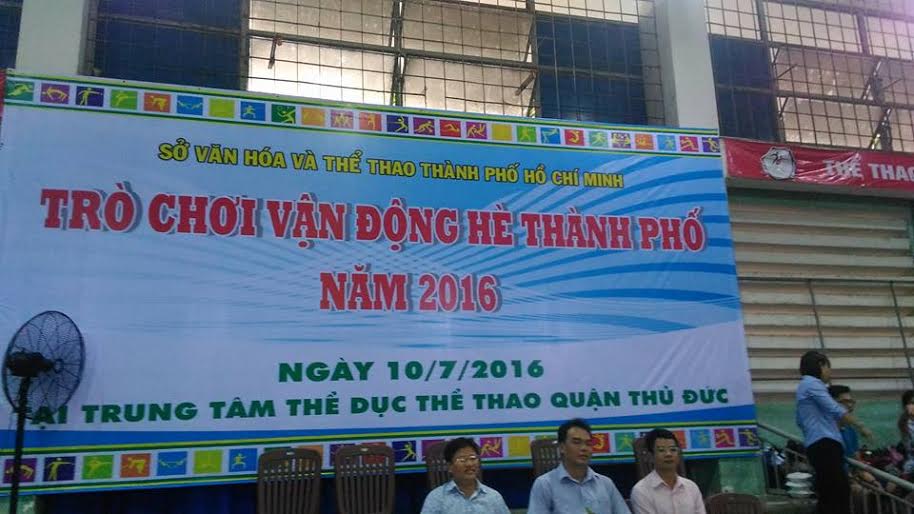 SỞ VĂN HÓA VÀ THỂ THAO THÀNH PHỐ HỒ CHÍ MINH
TRÒ CHƠI VẬN ĐỘNG HÈ THÀNH PHỐ
NĂM 2016
NGÀY 10/7/2016
TẠI TRUNG TÂM THỂ DỤC THỂ THAO QUẬN THỦ ĐỨC
THỂ THAO